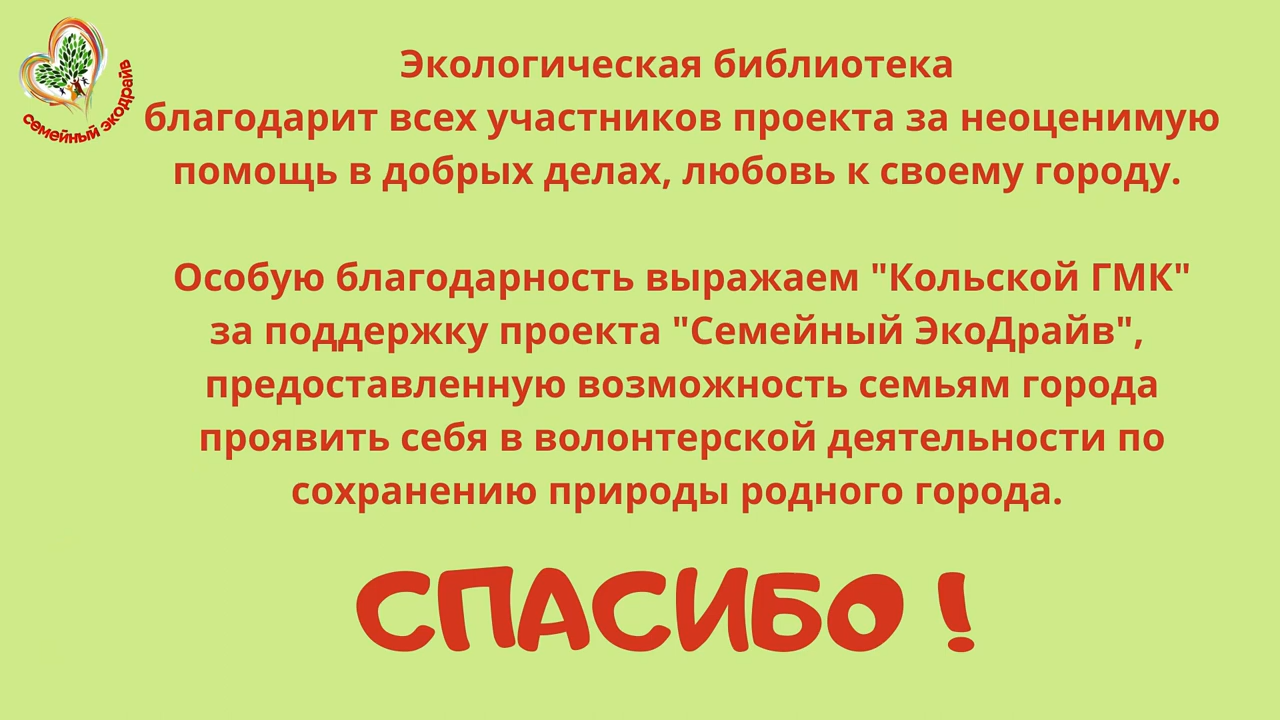 семейный экодрайв
Экологическая библиотека
благодарит всех участников проекта за неоценимую
помощь в добрых делах, любовь к своему городу.
Особую благодарность выражаем "Кольской ГМК"
за поддержку проекта "Семейный ЭкоДрайв",
предоставленную возможность семьям города
проявить себя в волонтерской деятельности по
сохранению природы родного города.
СПАСИБО !